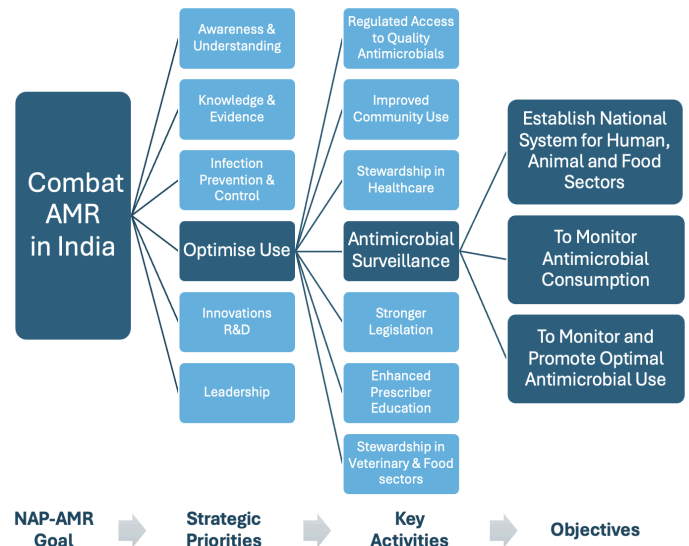 Combat
AMR
in India
Awareness &
Understanding
Knowledge &
Evidence
Infection
Prevention &
Control
Optimise Use
Innovations
R&D
Leadership
Regulated Access
to Quality
Antimicrobials
Improved
Community Use
Stewardship in
Healthcare
Antimicrobial
Surveillance
Stronger
Legislation
Enhanced
Prescriber
Education
Stewardship in
Veterinary & Food
sectors
Establish National
System for Human,
Animal and Food
Sectors
To Monitor
Antimicrobial
Consumption
To Monitor and
Promote Optimal
Antimicrobial Use
NAP-AMR
Goal
Strategic
Priorities
Key
Activities
Objectives